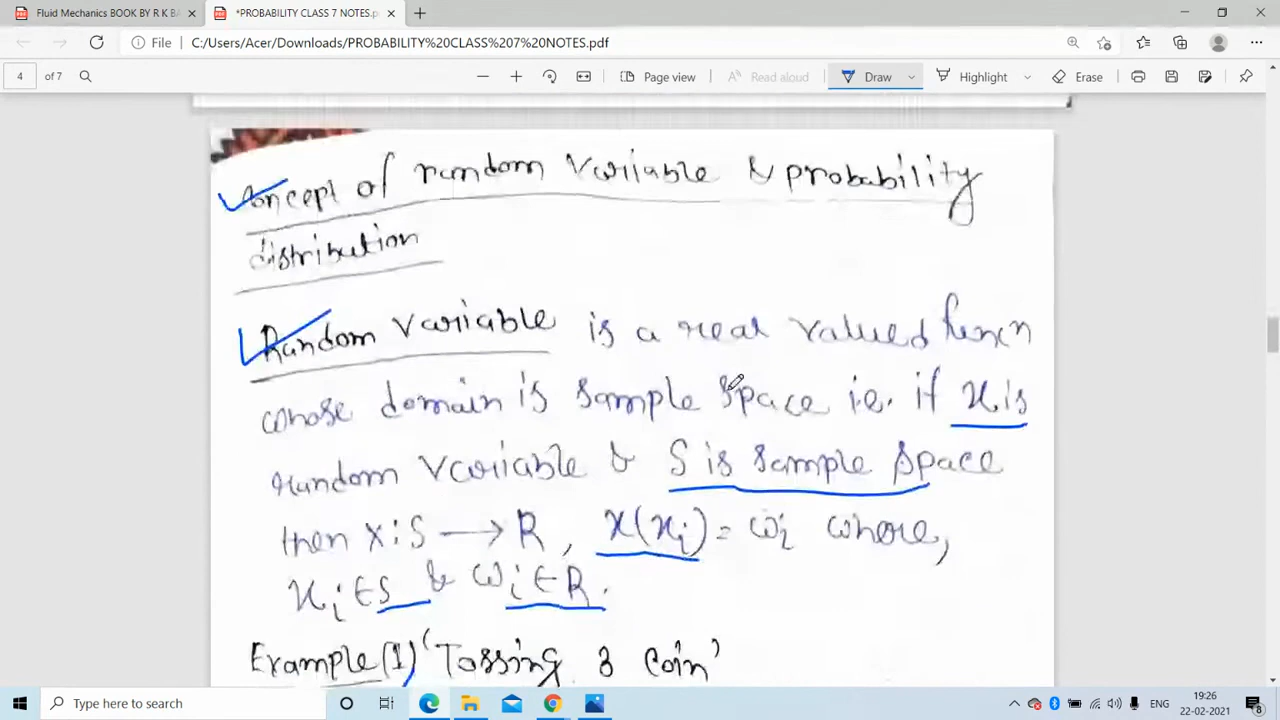 Fluid Mechanics BOOK BY R K BA
*PROBABILITY CLASS 7 NOTES.p
File
C:/Users/Acer/Downloads/PROBABILITY%20CLASS%207%20NOTES.pdf
4 of 7
Page view
Read aloud
Draw
Highlight
Erase
Concept of random Variable & probability
distribution
Random Variable is a real valued funcn
whose domain is sample space i.e. if X is
random Variable & S is sample space
then X: S → R, X(xi) = ωi where,
xi ∈ S & ωi ∈ R.
Example (1) 'Tossing 3 Coin'
Type here to search
ENG
19:26
22-02-2021
8